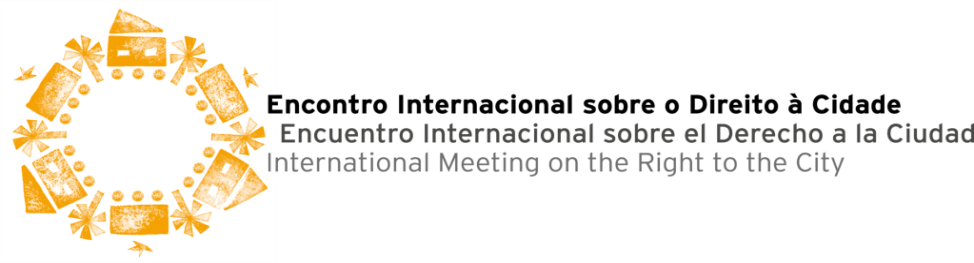 Encontro Internacional sobre o Direito à Cidade
Encuentro Internacional sobre el Derecho a la Ciudad
International Meeting on the Right to the City